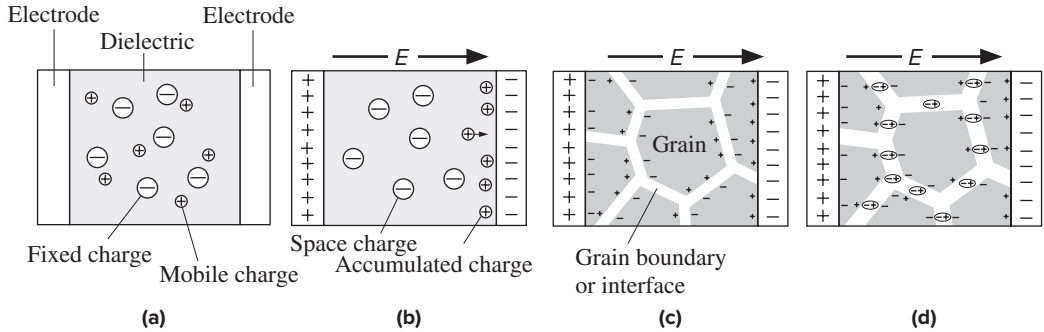 Electrode
Electrode
Dielectric
Fixed charge
Mobile charge
(a)
E
Space charge
Accumulated charge
(b)
E
Grain
Grain boundary
or interface
(c)
E
(d)